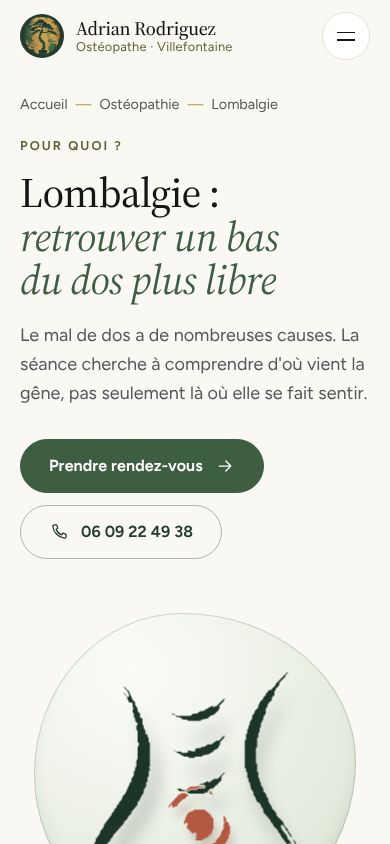 Adrian Rodriguez
Ostéopathe · Villefontaine
Accueil — Ostéopathie — Lombalgie
POUR QUOI ?
Lombalgie :
retrouver un bas
du dos plus libre
Le mal de dos a de nombreuses causes. La
séance cherche à comprendre d'où vient la
gêne, pas seulement là où elle se fait sentir.
Prendre rendez-vous →
06 09 22 49 38